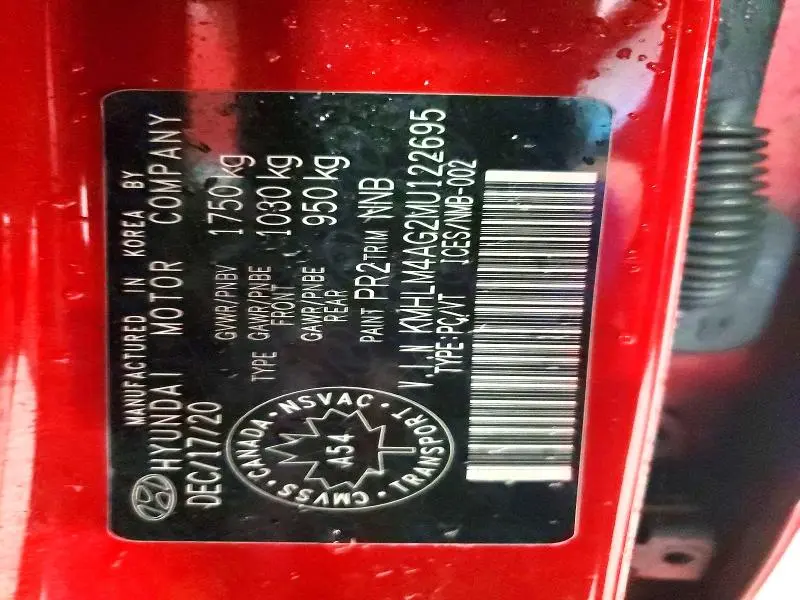 MANUFACTURED IN KOREA BY
HYUNDAI MOTOR COMPANY
DEC/17/20
GVWR/PNBV 1750 kg
TYPE GAWR/PNBE FRONT 1030 kg
GAWR/PNBE REAR 950 kg
PAINT PR2 TRIM NNB
V.I.N KMHLM4AG2MU122695
TYPE:PC/VT ICES/NMB-002
CANADA · NSVAC · TRANSPORT · CMVSS ·
A54